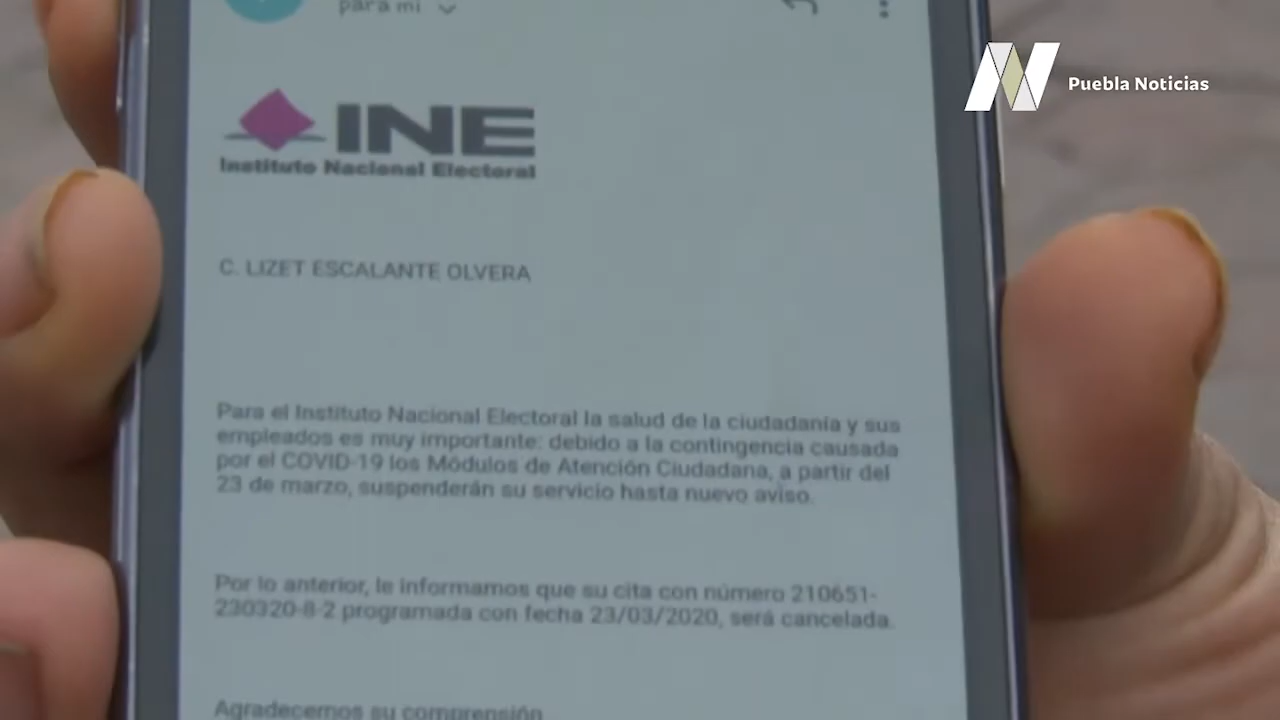 para mí
Puebla Noticias
INE
Instituto Nacional Electoral
C. LIZET ESCALANTE OLVERA
Para el Instituto Nacional Electoral la salud de la ciudadanía y sus
empleados es muy importante: debido a la contingencia causada
por el COVID-19 los Módulos de Atención Ciudadana, a partir del
23 de marzo, suspenderán su servicio hasta nuevo aviso.
Por lo anterior, le informamos que su cita con número 210651-
230320-8-2 programada con fecha 23/03/2020, será cancelada.
Agradecemos su comprensión